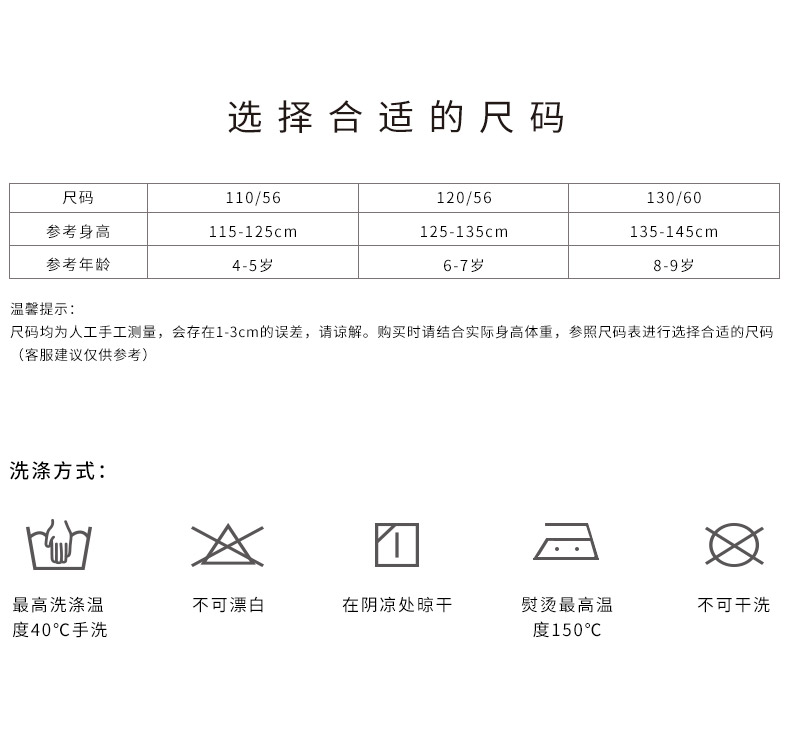 选择合适的尺码
尺码 110/56 120/56 130/60
参考身高 115-125cm 125-135cm 135-145cm
参考年龄 4-5岁 6-7岁 8-9岁
温馨提示：
尺码均为人工手工测量，会存在1-3cm的误差，请谅解。购买时请结合实际身高体重，参照尺码表进行选择合适的尺码
（客服建议仅供参考）
洗涤方式：
最高洗涤温
度40℃手洗
不可漂白
在阴凉处晾干
熨烫最高温
度150℃
不可干洗